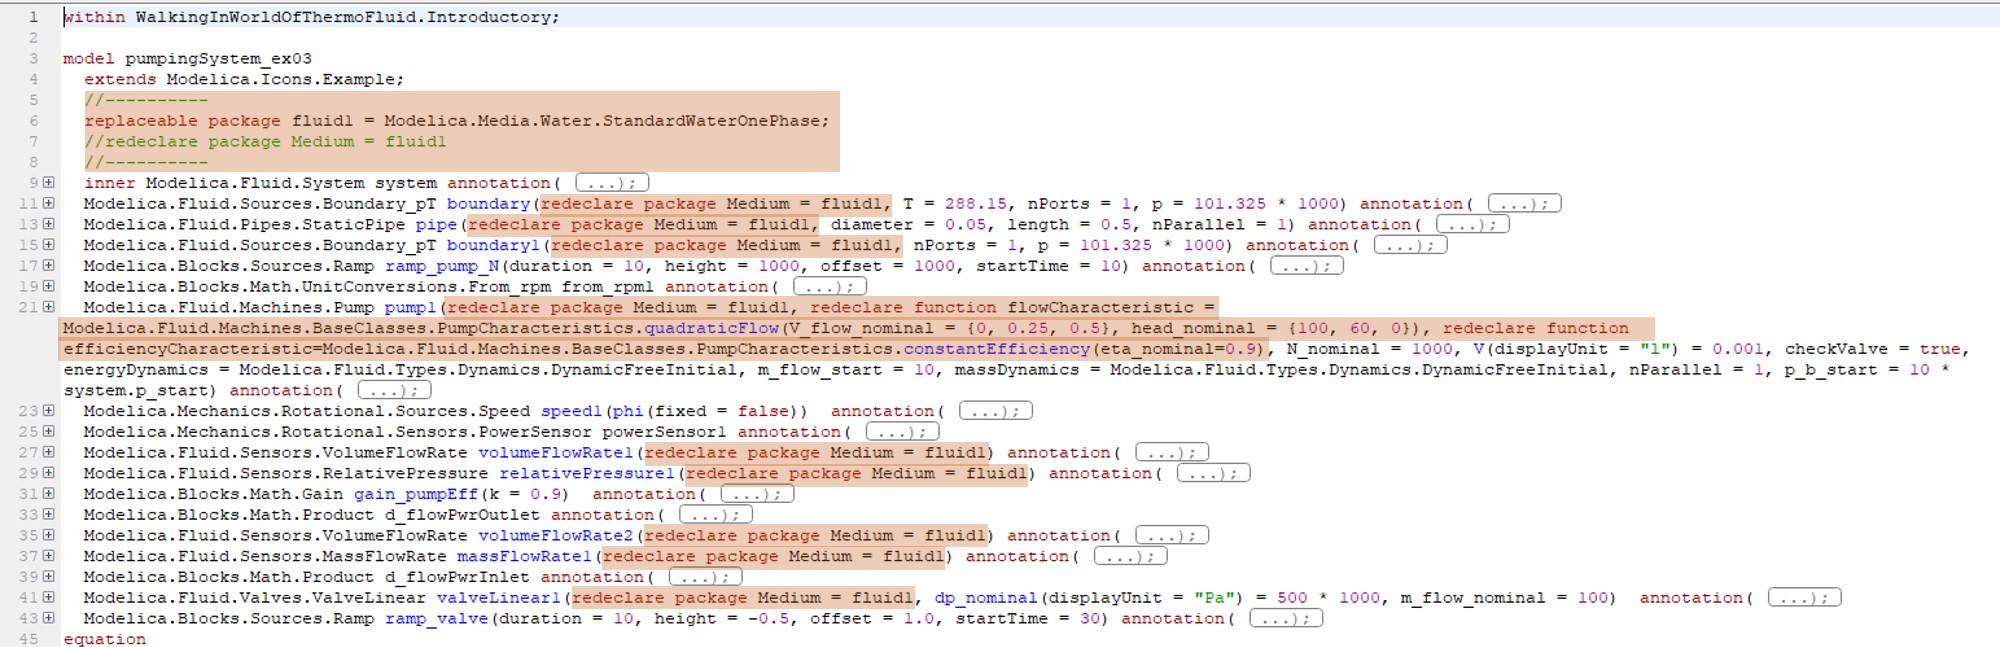 1 within WalkingInWorldOfThermoFluid.Introductory;
2
3 model pumpingSystem_ex03
4 extends Modelica.Icons.Example;
5 //----------
6 replaceable package fluid1 = Modelica.Media.Water.StandardWaterOnePhase;
7 //redeclare package Medium = fluid1
8 //----------
9 inner Modelica.Fluid.System system annotation( ...);
11 Modelica.Fluid.Sources.Boundary_pT boundary(redeclare package Medium = fluid1, T = 288.15, nPorts = 1, p = 101.325 * 1000) annotation( ...);
13 Modelica.Fluid.Pipes.StaticPipe pipe(redeclare package Medium = fluid1, diameter = 0.05, length = 0.5, nParallel = 1) annotation( ...);
15 Modelica.Fluid.Sources.Boundary_pT boundary1(redeclare package Medium = fluid1, nPorts = 1, p = 101.325 * 1000) annotation( ...);
17 Modelica.Blocks.Sources.Ramp ramp_pump_N(duration = 10, height = 1000, offset = 1000, startTime = 10) annotation( ...);
19 Modelica.Blocks.Math.UnitConversions.From_rpm from_rpm1 annotation( ...);
21 Modelica.Fluid.Machines.Pump pump1(redeclare package Medium = fluid1, redeclare function flowCharacteristic =
Modelica.Fluid.Machines.BaseClasses.PumpCharacteristics.quadraticFlow(V_flow_nominal = {0, 0.25, 0.5}, head_nominal = {100, 60, 0}), redeclare function
efficiencyCharacteristic=Modelica.Fluid.Machines.BaseClasses.PumpCharacteristics.constantEfficiency(eta_nominal=0.9), N_nominal = 1000, V(displayUnit = "l") = 0.001, checkValve = true,
energyDynamics = Modelica.Fluid.Types.Dynamics.DynamicFreeInitial, m_flow_start = 10, massDynamics = Modelica.Fluid.Types.Dynamics.DynamicFreeInitial, nParallel = 1, p_b_start = 10 *
system.p_start) annotation( ...);
23 Modelica.Mechanics.Rotational.Sources.Speed speed1(phi(fixed = false)) annotation( ...);
25 Modelica.Mechanics.Rotational.Sensors.PowerSensor powerSensor1 annotation( ...);
27 Modelica.Fluid.Sensors.VolumeFlowRate volumeFlowRate1(redeclare package Medium = fluid1) annotation( ...);
29 Modelica.Fluid.Sensors.RelativePressure relativePressure1(redeclare package Medium = fluid1) annotation( ...);
31 Modelica.Blocks.Math.Gain gain_pumpEff(k = 0.9) annotation( ...);
33 Modelica.Blocks.Math.Product d_flowPwrOutlet annotation( ...);
35 Modelica.Fluid.Sensors.VolumeFlowRate volumeFlowRate2(redeclare package Medium = fluid1) annotation( ...);
37 Modelica.Fluid.Sensors.MassFlowRate massFlowRate1(redeclare package Medium = fluid1) annotation( ...);
39 Modelica.Blocks.Math.Product d_flowPwrInlet annotation( ...);
41 Modelica.Fluid.Valves.ValveLinear valveLinear1(redeclare package Medium = fluid1, dp_nominal(displayUnit = "Pa") = 500 * 1000, m_flow_nominal = 100) annotation( ...);
43 Modelica.Blocks.Sources.Ramp ramp_valve(duration = 10, height = -0.5, offset = 1.0, startTime = 30) annotation( ...);
45 equation